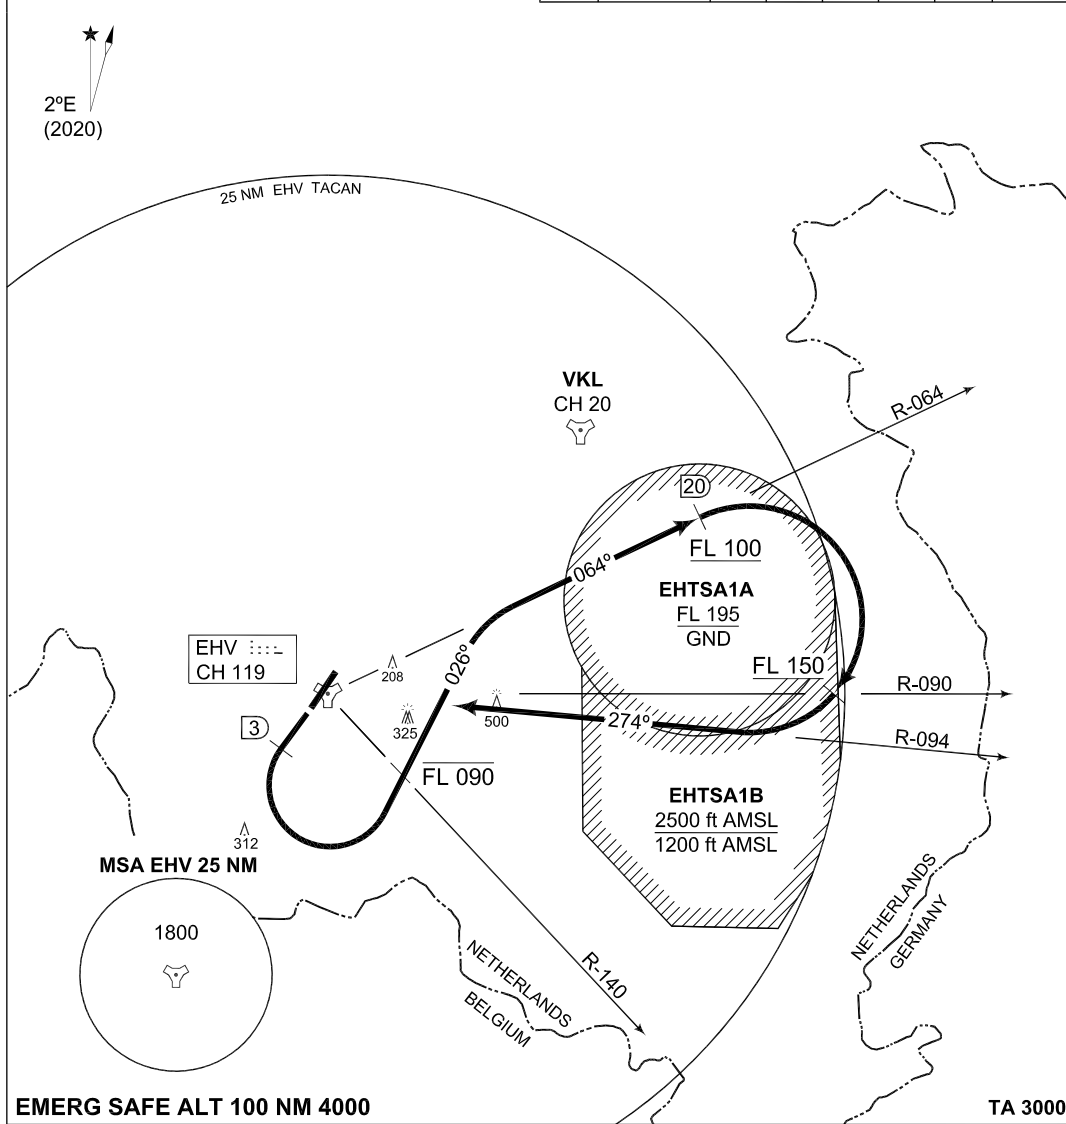 2ºE
(2020)
25 NM EHV TACAN
VKL
CH 20
R-064
20
FL 100
064º
EHTSA1A
FL 195
GND
EHV
CH 119
208
026º
FL 150
R-090
500
325
274º
R-094
3
FL 090
EHTSA1B
2500 ft AMSL
1200 ft AMSL
312
MSA EHV 25 NM
1800
NETHERLANDS
GERMANY
R-140
NETHERLANDS
BELGIUM
EMERG SAFE ALT 100 NM 4000
TA 3000